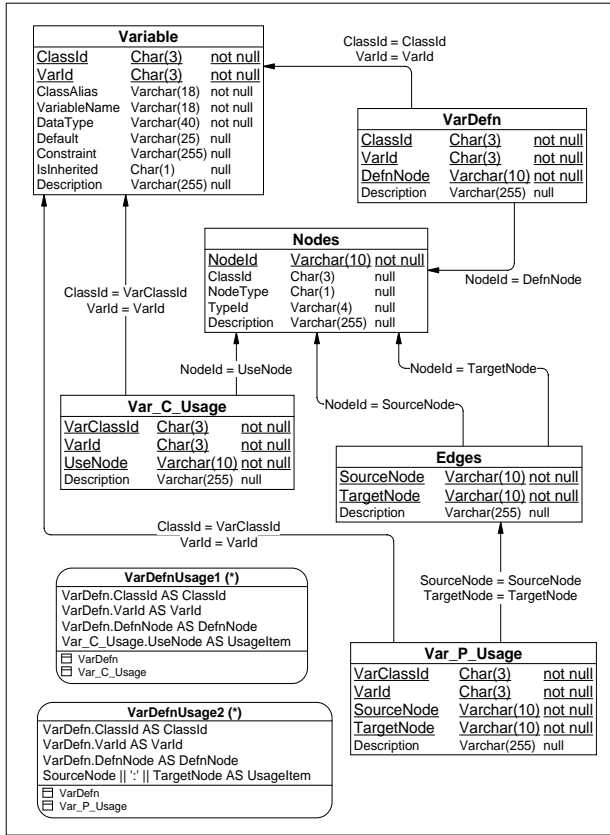 Variable
ClassId Char(3) not null
VarId Char(3) not null
ClassAlias Varchar(18) not null
VariableName Varchar(18) not null
DataType Varchar(40) not null
Default Varchar(25) null
Constraint Varchar(255) null
IsInherited Char(1) null
Description Varchar(255) null
ClassId = ClassId
VarId = VarId
VarDefn
ClassId Char(3) not null
VarId Char(3) not null
DefnNode Varchar(10) not null
Description Varchar(255) null
Nodes
NodeId Varchar(10) not null
ClassId Char(3) null
NodeType Char(1) null
TypeId Varchar(4) null
Description Varchar(255) null
NodeId = DefnNode
ClassId = VarClassId
VarId = VarId
NodeId = UseNode
NodeId = TargetNode
NodeId = SourceNode
Var_C_Usage
VarClassId Char(3) not null
VarId Char(3) not null
UseNode Varchar(10) not null
Description Varchar(255) null
Edges
SourceNode Varchar(10) not null
TargetNode Varchar(10) not null
Description Varchar(255) null
ClassId = VarClassId
VarId = VarId
SourceNode = SourceNode
TargetNode = TargetNode
VarDefnUsage1 (*)
VarDefn.ClassId AS ClassId
VarDefn.VarId AS VarId
VarDefn.DefnNode AS DefnNode
Var_C_Usage.UseNode AS UsageItem
VarDefn
Var_C_Usage
Var_P_Usage
VarClassId Char(3) not null
VarId Char(3) not null
SourceNode Varchar(10) not null
TargetNode Varchar(10) not null
Description Varchar(255) null
VarDefnUsage2 (*)
VarDefn.ClassId AS ClassId
VarDefn.VarId AS VarId
VarDefn.DefnNode AS DefnNode
SourceNode || ':' || TargetNode AS UsageItem
VarDefn
Var_P_Usage